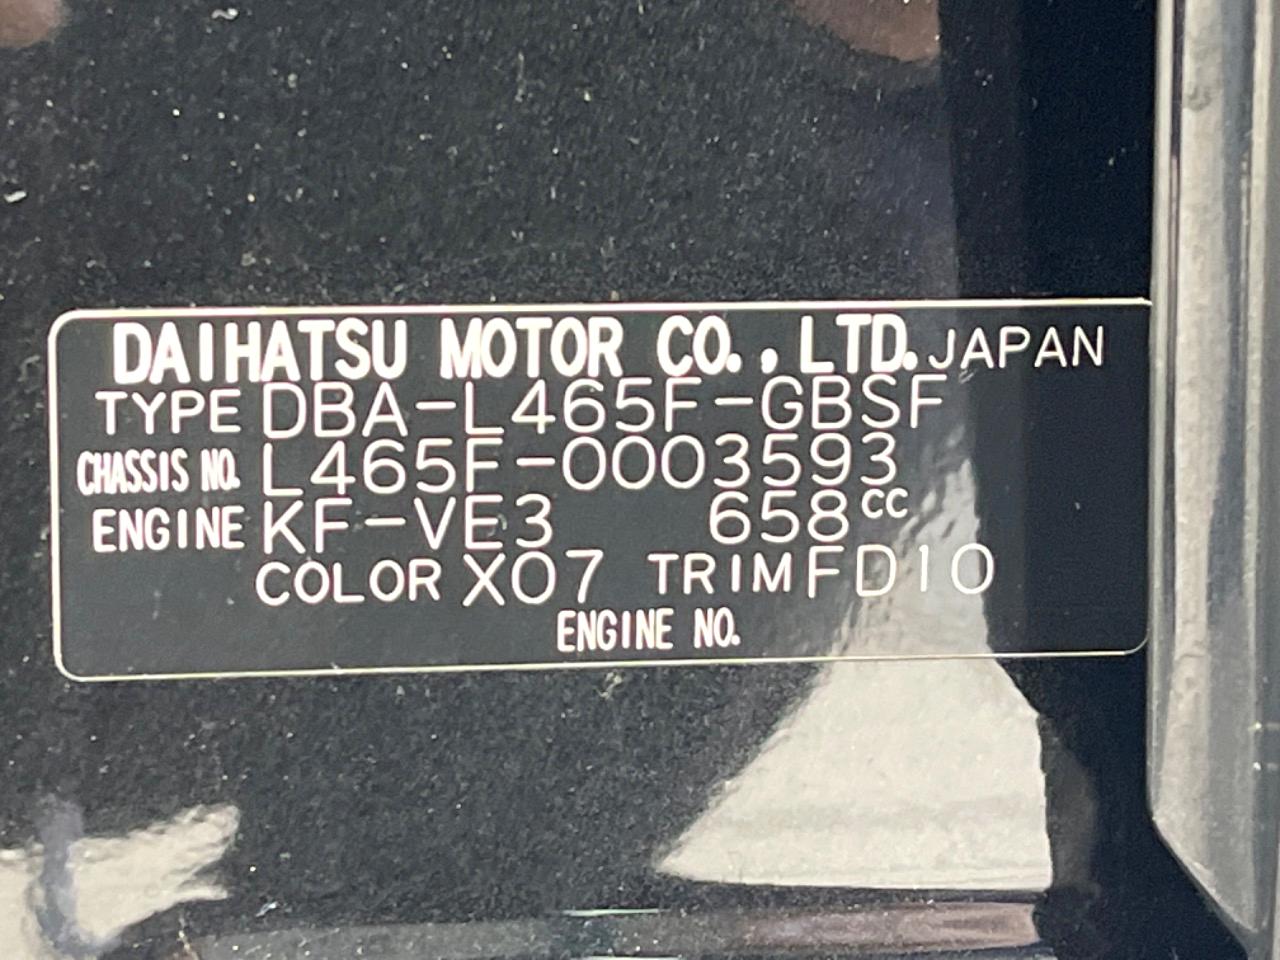 DAIHATSU MOTOR CO., LTD. JAPAN
TYPE DBA-L465F-GBSF
CHASSIS NO. L465F-0003593
ENGINE KF-VE3 658cc
COLOR X07 TRIM FD10
ENGINE NO.